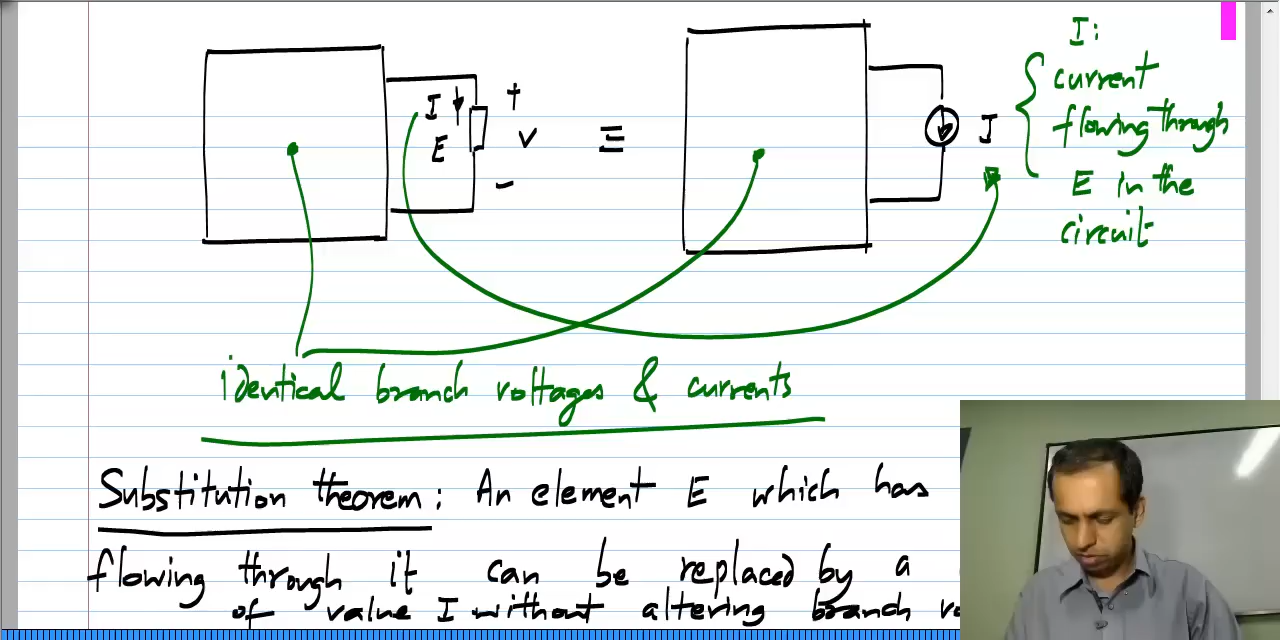 I:
current
flowing through
E in the
circuit
I
E
+
V
-
≡
I
identical branch voltages & currents
Substitution theorem: An element E which has
flowing through it can be replaced by a
of value I without altering branch